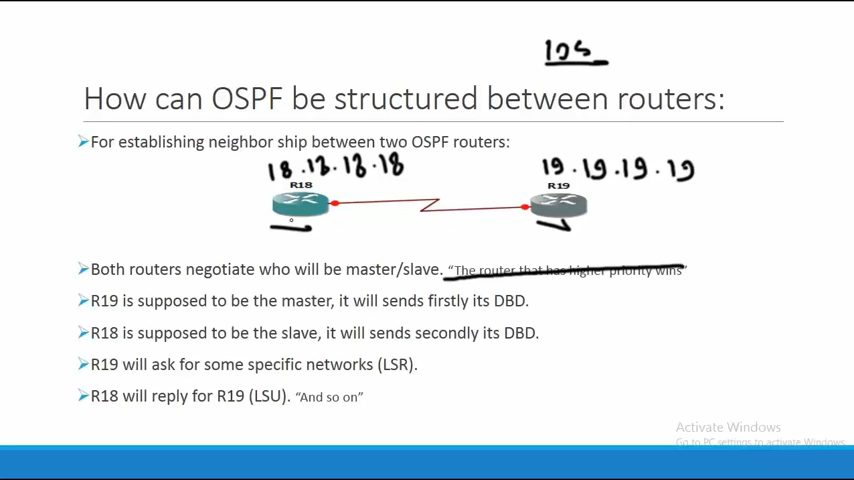 ios
How can OSPF be structured between routers:
For establishing neighbor ship between two OSPF routers:
18.18.18.18 19.19.19.19
R18 R19
Both routers negotiate who will be master/slave. “The router that has higher priority wins”
R19 is supposed to be the master, it will sends firstly its DBD.
R18 is supposed to be the slave, it will sends secondly its DBD.
R19 will ask for some specific networks (LSR).
R18 will reply for R19 (LSU). “And so on”
Activate Windows
Go to PC settings to activate Windows.